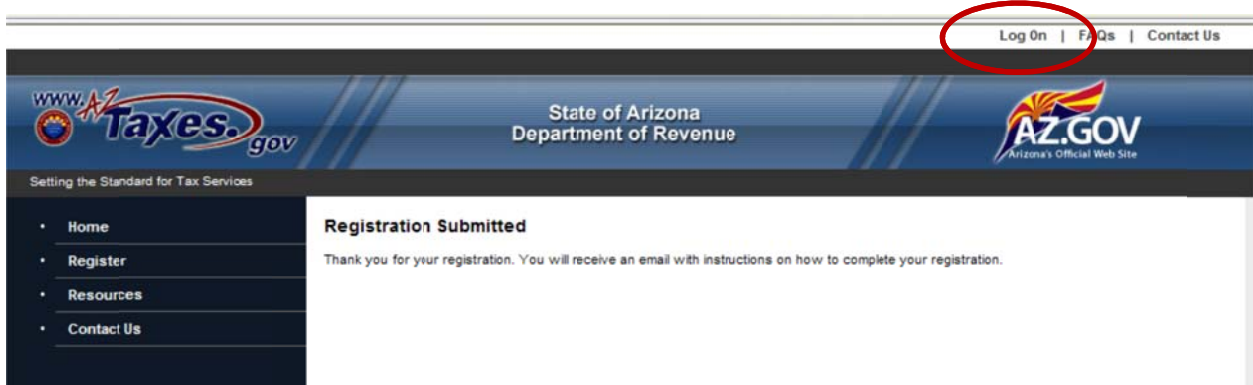 Log On | FAQs | Contact Us
www.AZTaxes.gov
State of Arizona
Department of Revenue
AZ.GOV
Arizona's Official Web Site
Setting the Standard for Tax Services
• Home
• Register
• Resources
• Contact Us
Registration Submitted
Thank you for your registration. You will receive an email with instructions on how to complete your registration.